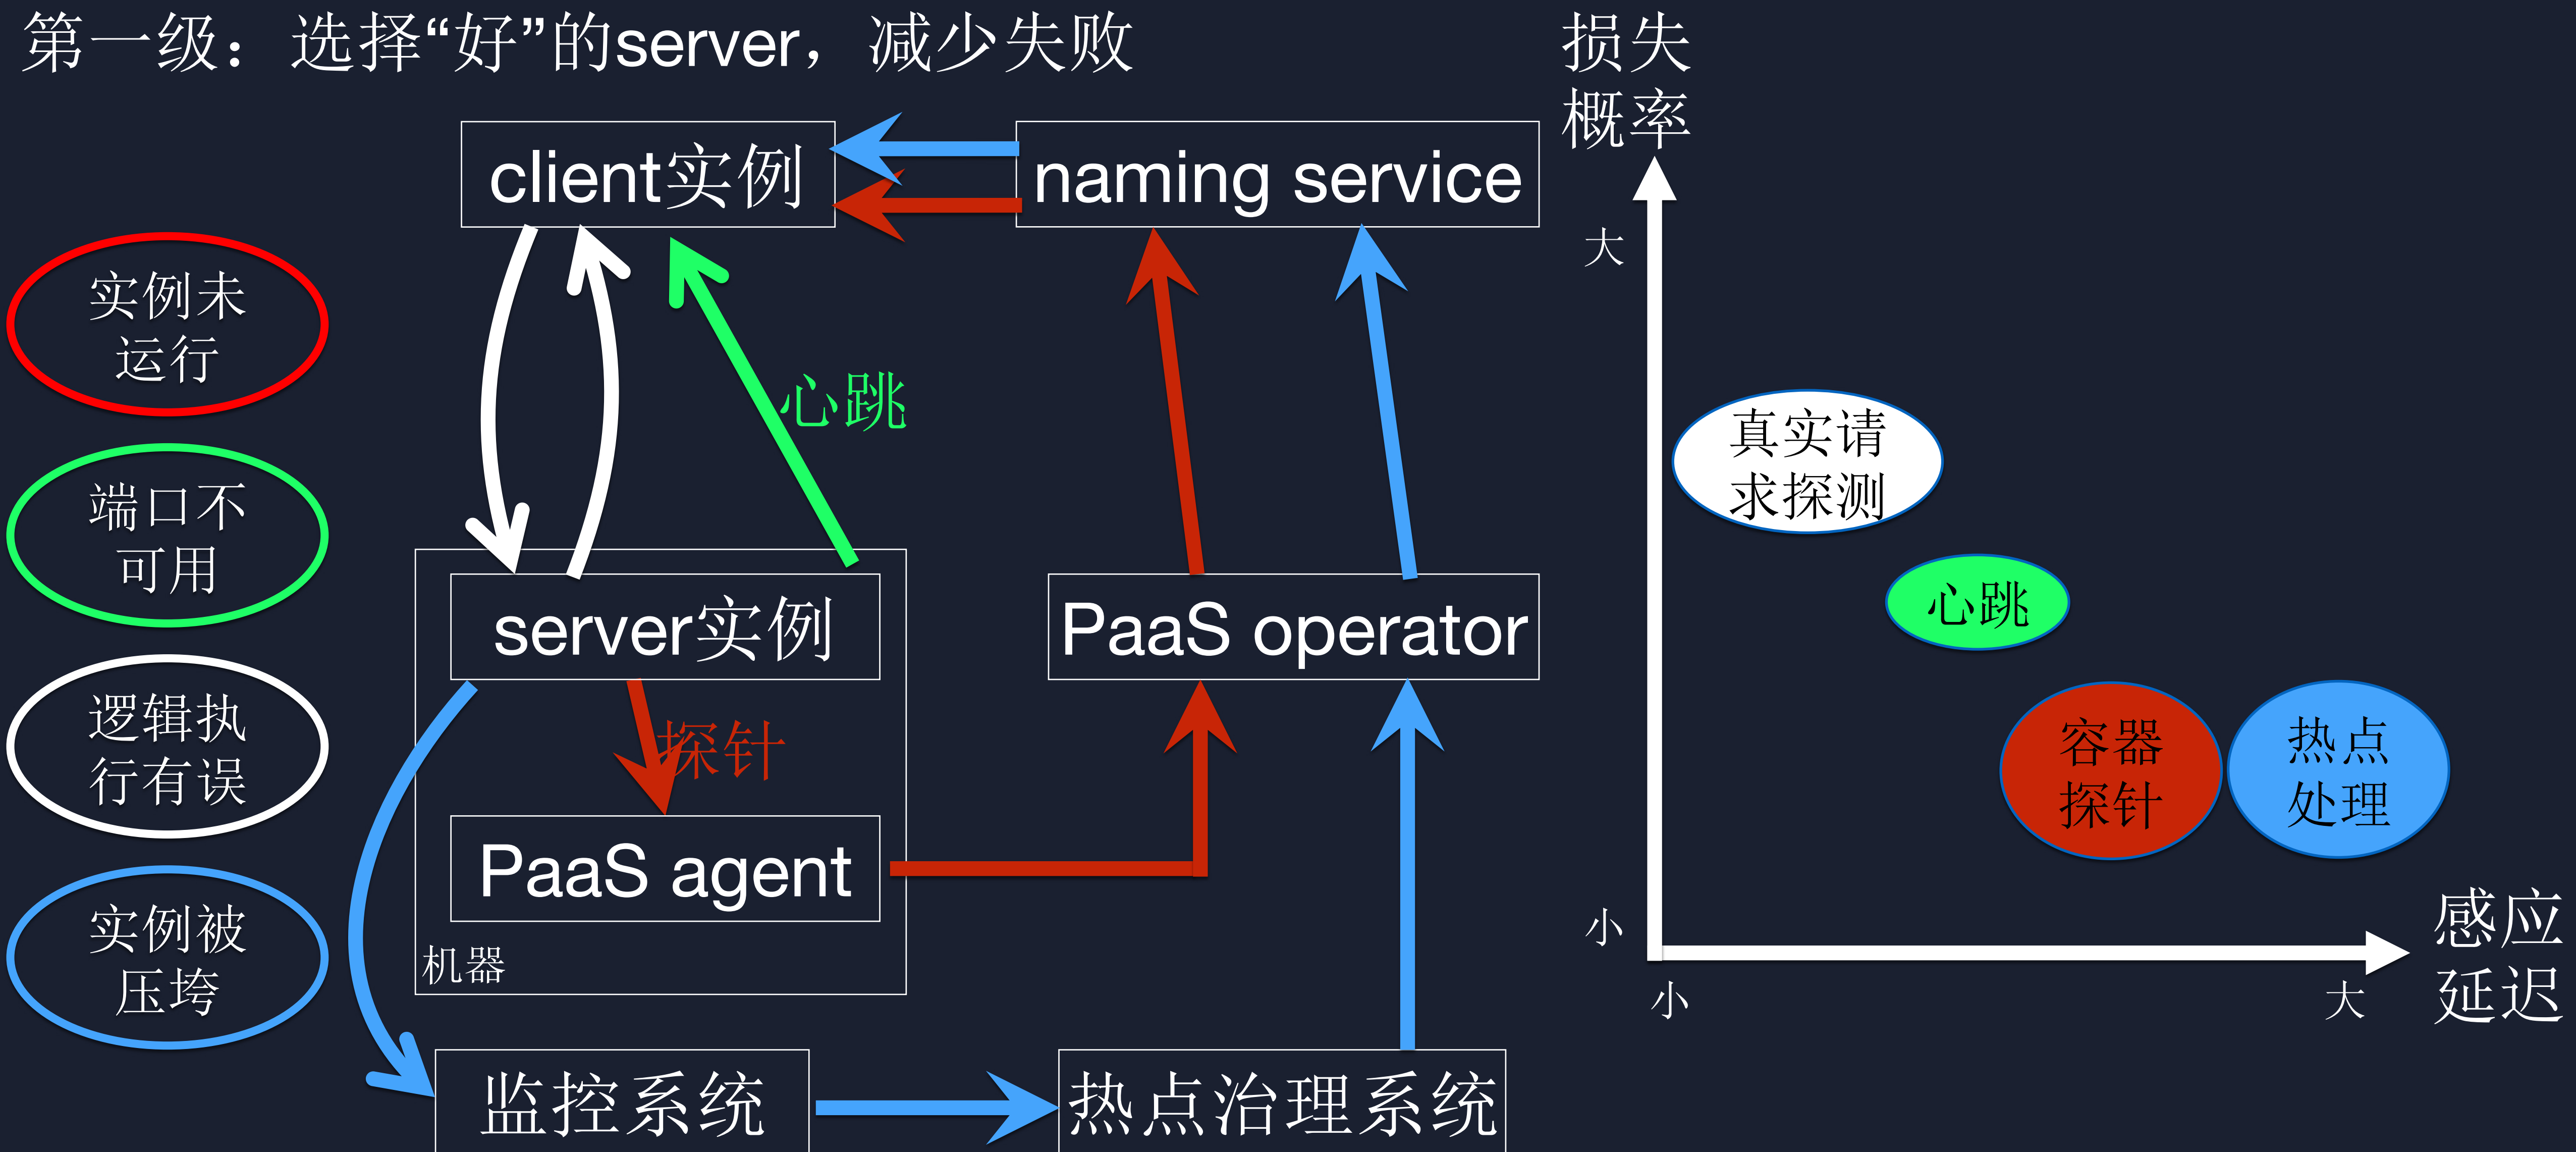 第一级：选择“好”的server，减少失败
损失
概率
client实例
naming service
大
实例未
运行
心跳
真实请
求探测
端口不
可用
心跳
server实例
PaaS operator
逻辑执
行有误
探针
容器
探针
热点
处理
PaaS agent
实例被
压垮
机器
小
感应
延迟
小
大
监控系统
热点治理系统